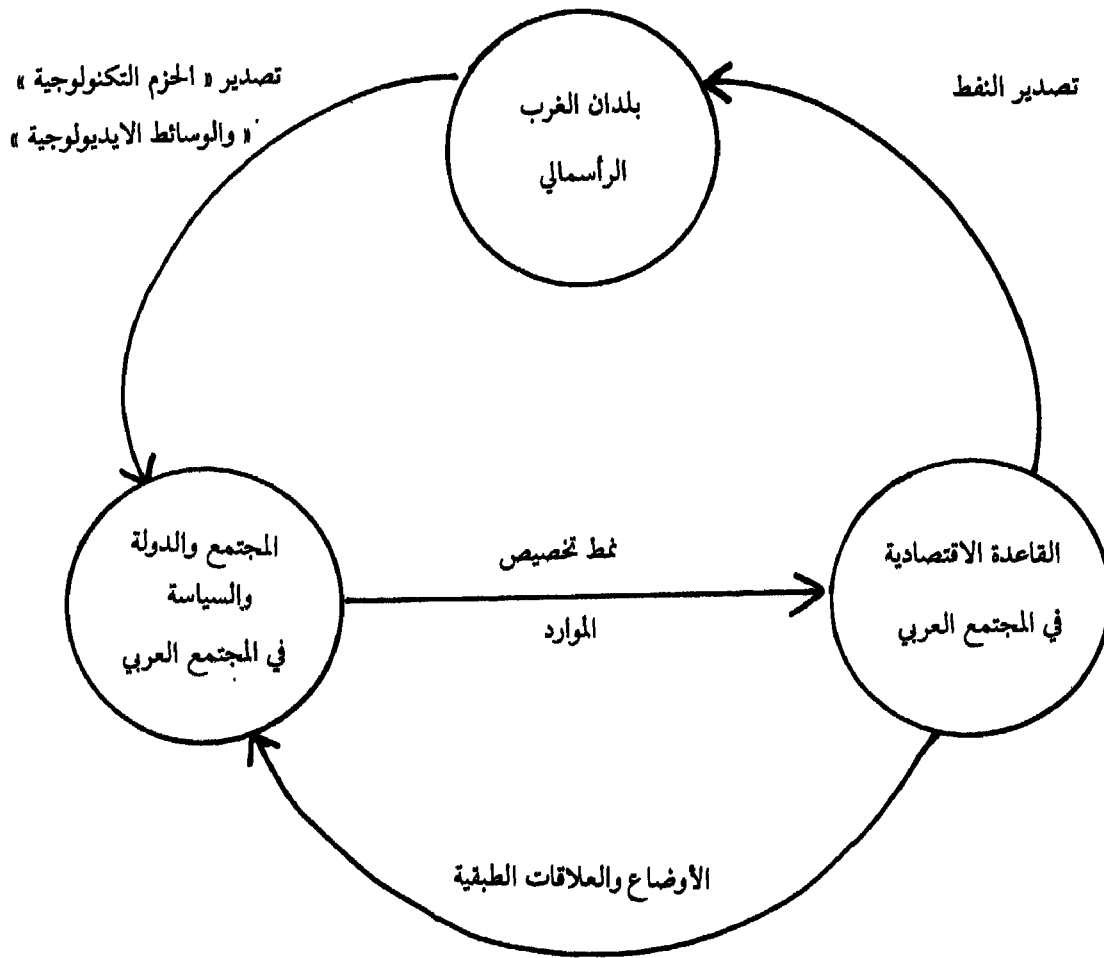 تصدير النفط
بلدان الغرب
الرأسمالي
تصدير « الحزم التكنولوجية »
« والوسائط الايديولوجية »
القاعدة الاقتصادية
في المجتمع العربي
نمط تخصيص
الموارد
المجتمع والدولة
والسياسة
في المجتمع العربي
الأوضاع والعلاقات الطبقية